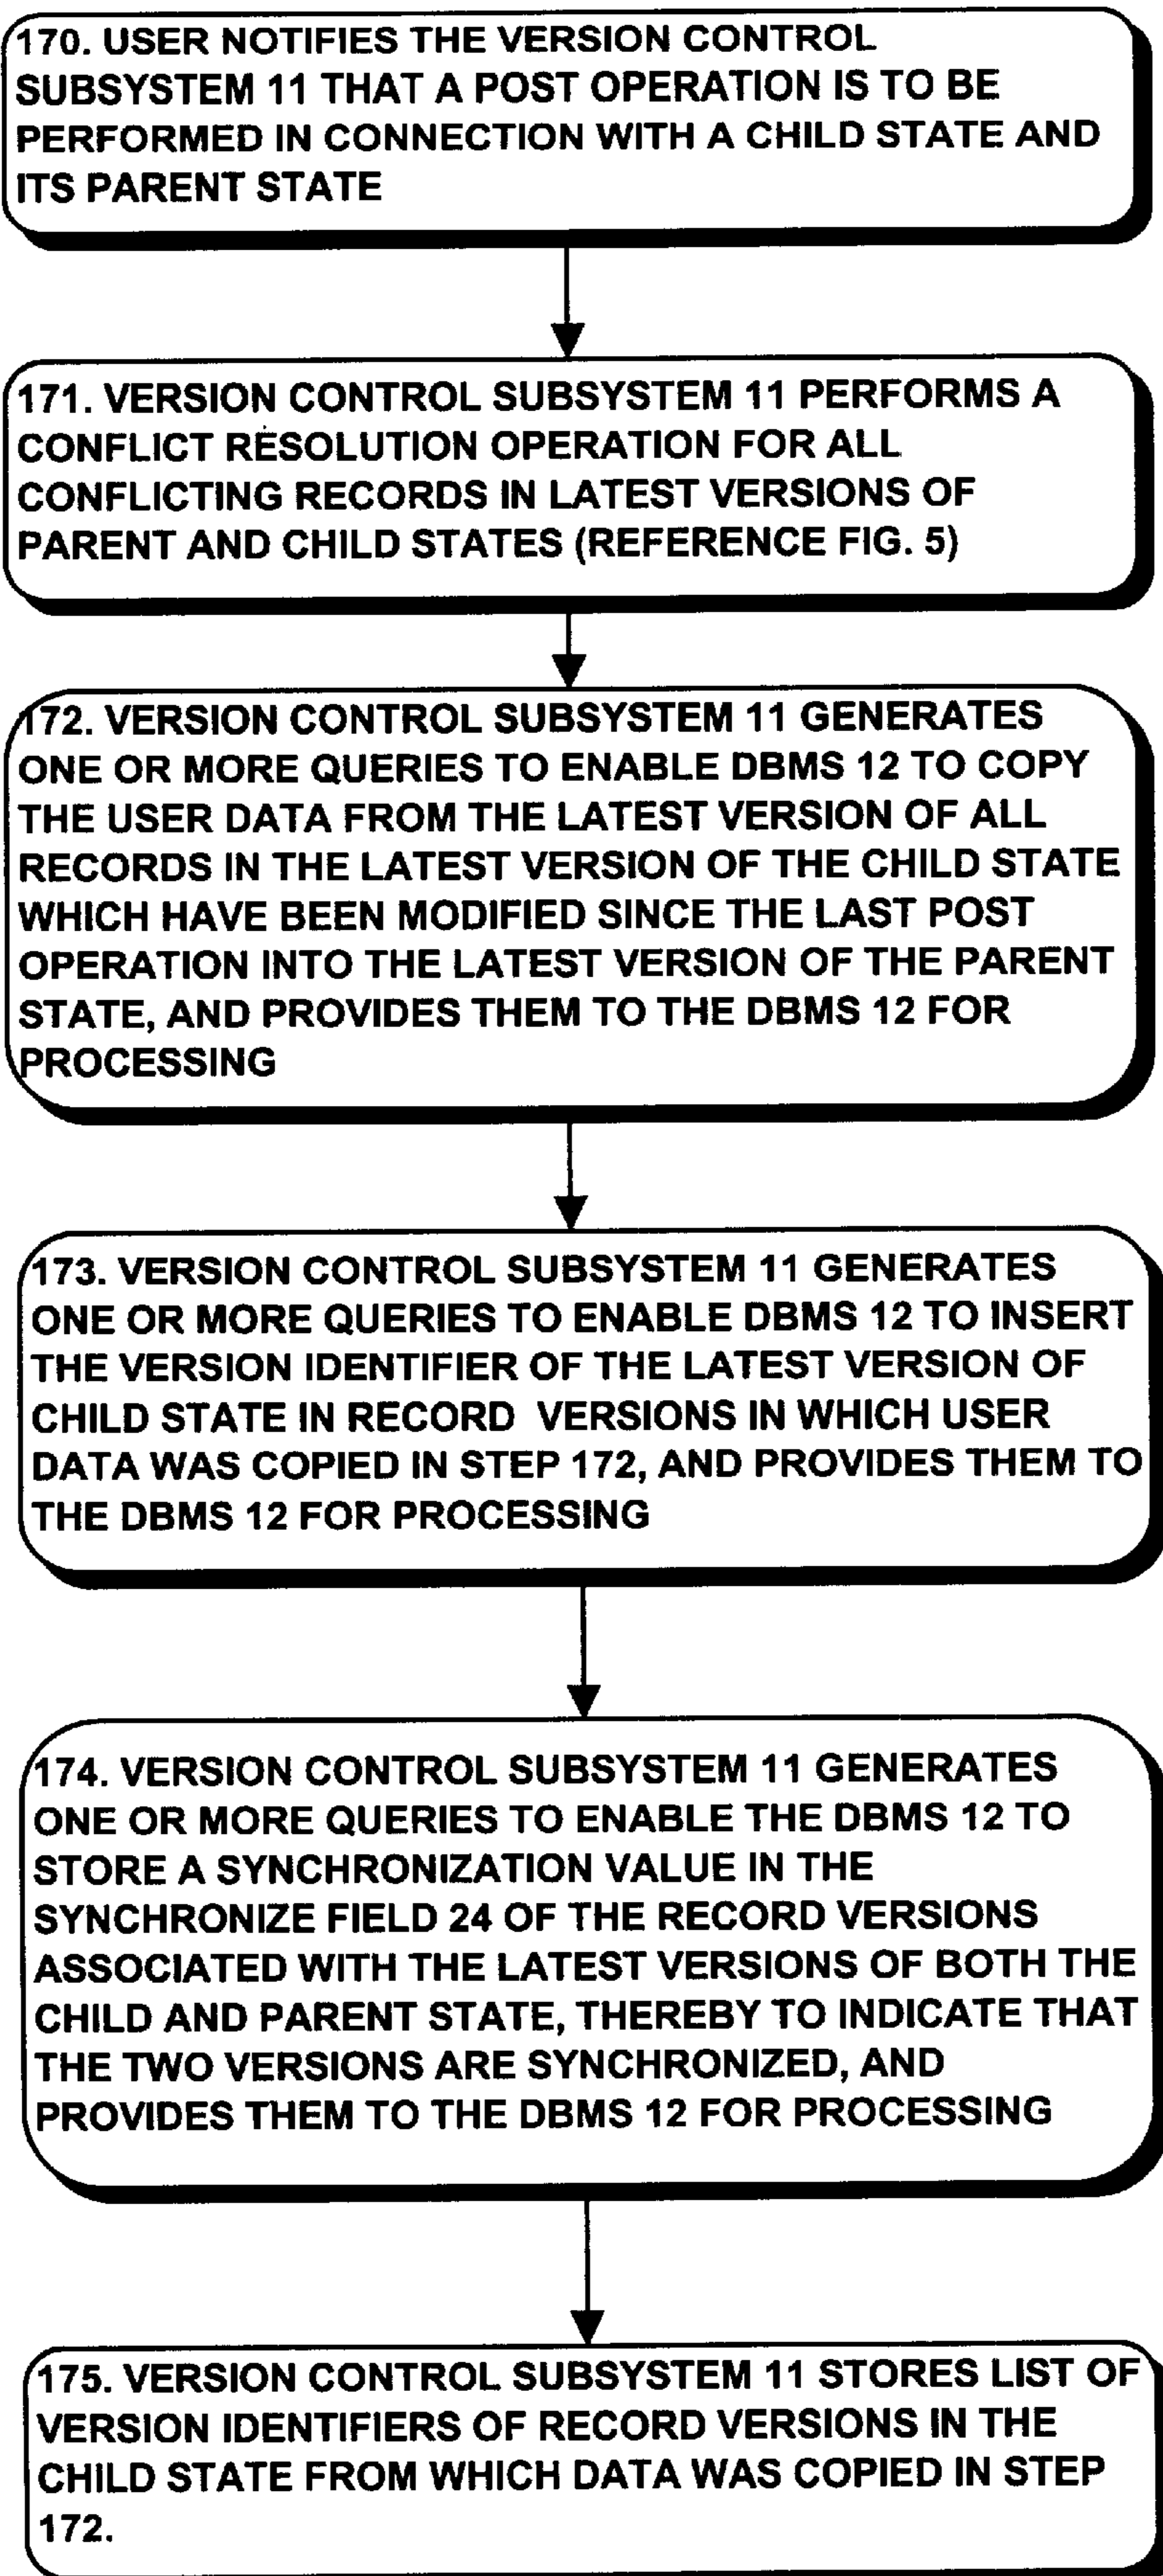 170. USER NOTIFIES THE VERSION CONTROL
SUBSYSTEM 11 THAT A POST OPERATION IS TO BE
PERFORMED IN CONNECTION WITH A CHILD STATE AND
ITS PARENT STATE
171. VERSION CONTROL SUBSYSTEM 11 PERFORMS A
CONFLICT RESOLUTION OPERATION FOR ALL
CONFLICTING RECORDS IN LATEST VERSIONS OF
PARENT AND CHILD STATES (REFERENCE FIG. 5)
172. VERSION CONTROL SUBSYSTEM 11 GENERATES
ONE OR MORE QUERIES TO ENABLE DBMS 12 TO COPY
THE USER DATA FROM THE LATEST VERSION OF ALL
RECORDS IN THE LATEST VERSION OF THE CHILD STATE
WHICH HAVE BEEN MODIFIED SINCE THE LAST POST
OPERATION INTO THE LATEST VERSION OF THE PARENT
STATE, AND PROVIDES THEM TO THE DBMS 12 FOR
PROCESSING
173. VERSION CONTROL SUBSYSTEM 11 GENERATES
ONE OR MORE QUERIES TO ENABLE DBMS 12 TO INSERT
THE VERSION IDENTIFIER OF THE LATEST VERSION OF
CHILD STATE IN RECORD VERSIONS IN WHICH USER
DATA WAS COPIED IN STEP 172, AND PROVIDES THEM TO
THE DBMS 12 FOR PROCESSING
174. VERSION CONTROL SUBSYSTEM 11 GENERATES
ONE OR MORE QUERIES TO ENABLE THE DBMS 12 TO
STORE A SYNCHRONIZATION VALUE IN THE
SYNCHRONIZE FIELD 24 OF THE RECORD VERSIONS
ASSOCIATED WITH THE LATEST VERSIONS OF BOTH THE
CHILD AND PARENT STATE, THEREBY TO INDICATE THAT
THE TWO VERSIONS ARE SYNCHRONIZED, AND
PROVIDES THEM TO THE DBMS 12 FOR PROCESSING
175. VERSION CONTROL SUBSYSTEM 11 STORES LIST OF
VERSION IDENTIFIERS OF RECORD VERSIONS IN THE
CHILD STATE FROM WHICH DATA WAS COPIED IN STEP
172.